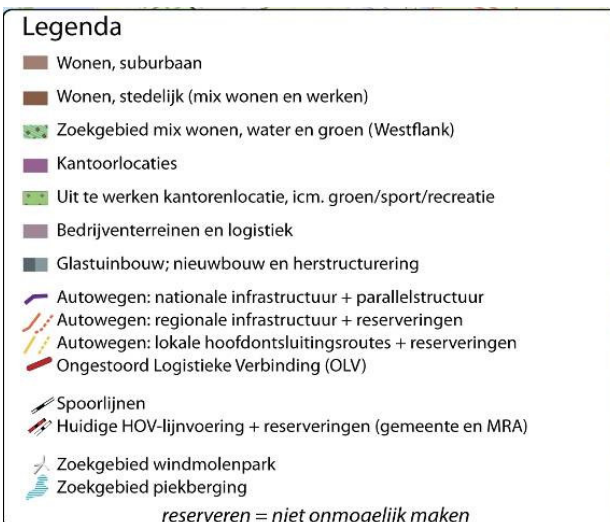 Legenda
Wonen, suburbaan
Wonen, stedelijk (mix wonen en werken)
Zoekgebied mix wonen, water en groen (Westflank)
Kantoorlocaties
Uit te werken kantorenlocatie, icm. groen/sport/recreatie
Bedrijventerreinen en logistiek
Glastuinbouw; nieuwbouw en herstructurering
Autowegen: nationale infrastructuur + parallelstructuur
Autowegen: regionale infrastructuur + reserveringen
Autowegen: lokale hoofdontsluitingsroutes + reserveringen
Ongestoord Logistieke Verbinding (OLV)
Spoorlijnen
Huidige HOV-lijnvoering + reserveringen (gemeente en MRA)
Zoekgebied windmolenpark
Zoekgebied piekberging
reserveren = niet onmogelijk maken